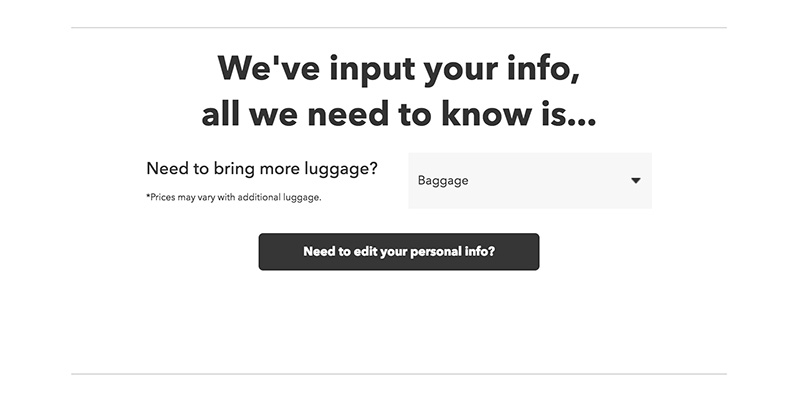 We've input your info,
all we need to know is...
Need to bring more luggage?
Baggage
*Prices may vary with additional luggage.
Need to edit your personal info?